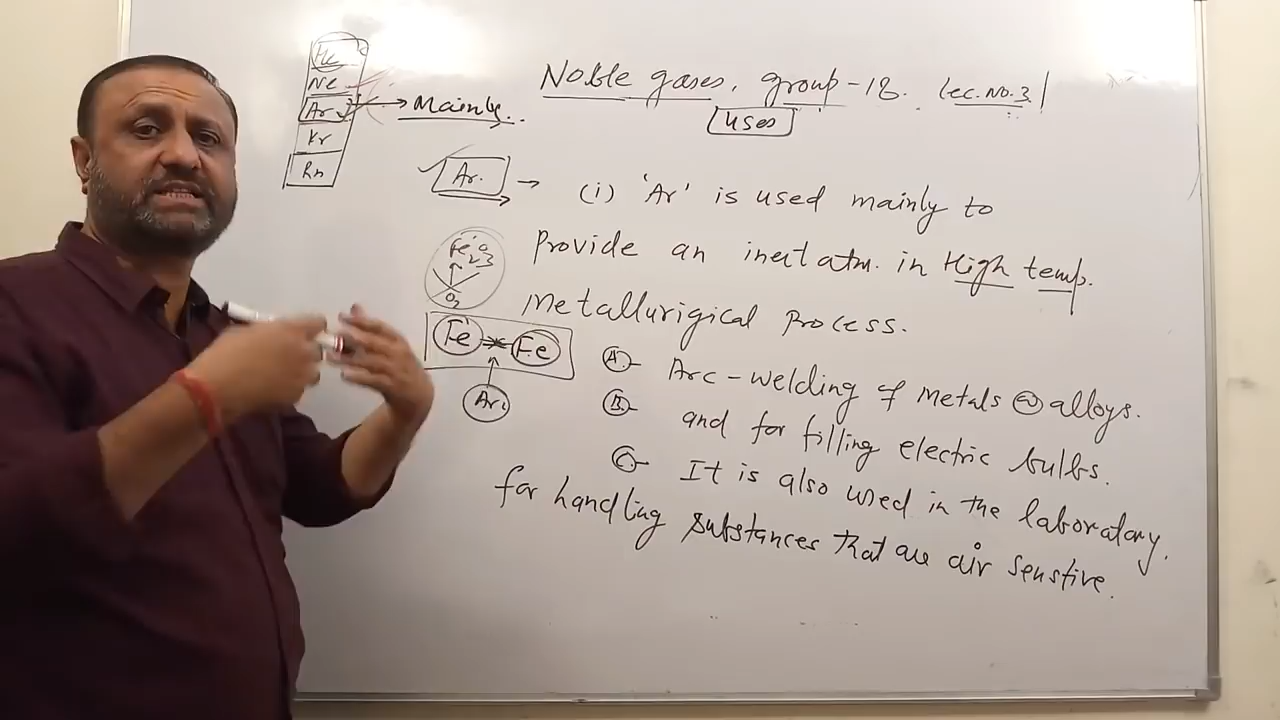 Noble gases, group-18. Lec. No. 3
Uses
He
Ne
Ar → Mainly..
Kr
Rn
Ar. → (i) 'Ar' is used mainly to
Provide an inert atm. in High temp.
Metallurigical Process.
Fe2O3
O2
Fe Fe
Ar.
A. Arc-welding of metals or alloys.
B. and for filling electric bulbs.
C It is also used in the laboratory.
for handling substances that are air senstive.